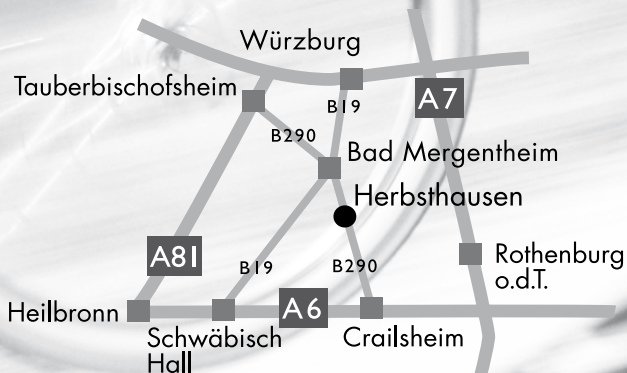 Würzburg
Tauberbischofsheim
B19
A7
B290
Bad Mergentheim
Herbsthausen
A81
B19
B290
Rothenburg
o.d.T.
Heilbronn
A6
Schwäbisch
Hall
Crailsheim